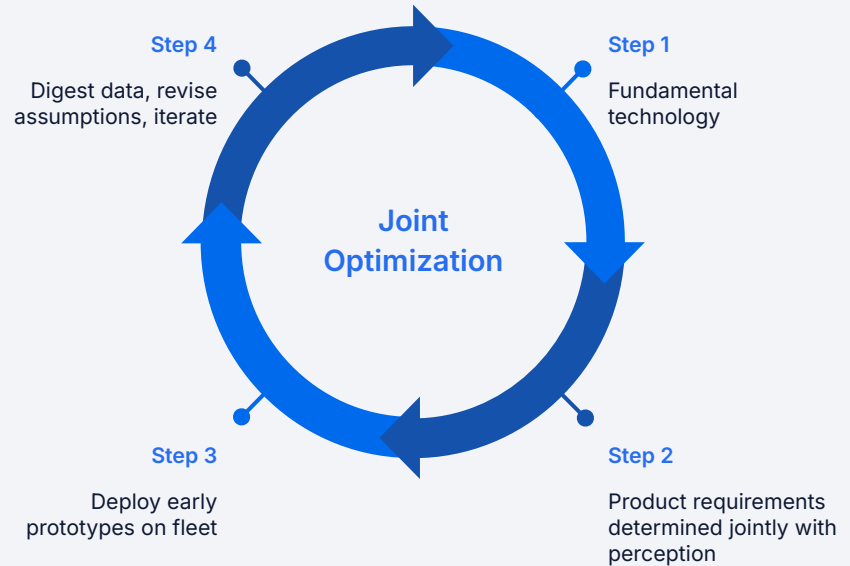 Step 4
Digest data, revise
assumptions, iterate
Step 1
Fundamental
technology
Joint
Optimization
Step 3
Deploy early
prototypes on fleet
Step 2
Product requirements
determined jointly with
perception